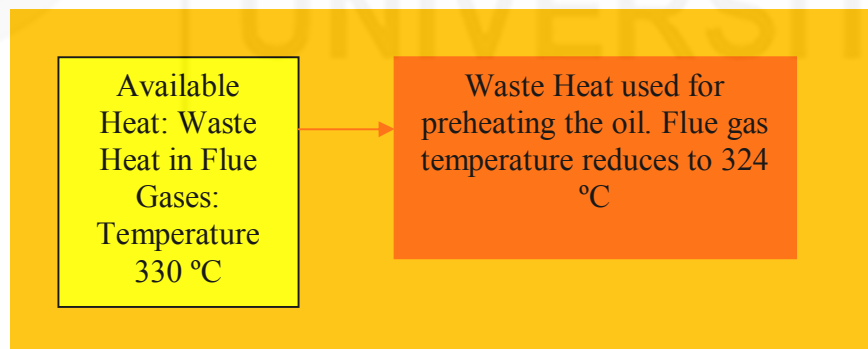 UNIVERSIT
Available
Heat: Waste
Heat in Flue
Gases:
Temperature
330 ºC
Waste Heat used for
preheating the oil. Flue gas
temperature reduces to 324
ºC